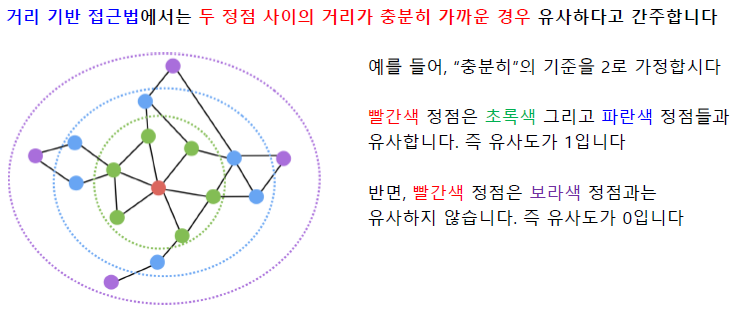 거리 기반 접근법에서는 두 정점 사이의 거리가 충분히 가까운 경우 유사하다고 간주합니다
예를 들어, “충분히”의 기준을 2로 가정합시다
빨간색 정점은 초록색 그리고 파란색 정점들과
유사합니다. 즉 유사도가 1입니다
반면, 빨간색 정점은 보라색 정점과는
유사하지 않습니다. 즉 유사도가 0입니다